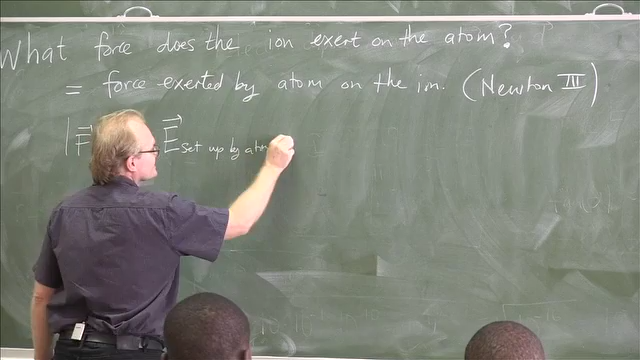 What force does the ion exert on the atom?
= force exerted by atom on the ion. (Newton III)
|F⃗ E⃗ set up by atom